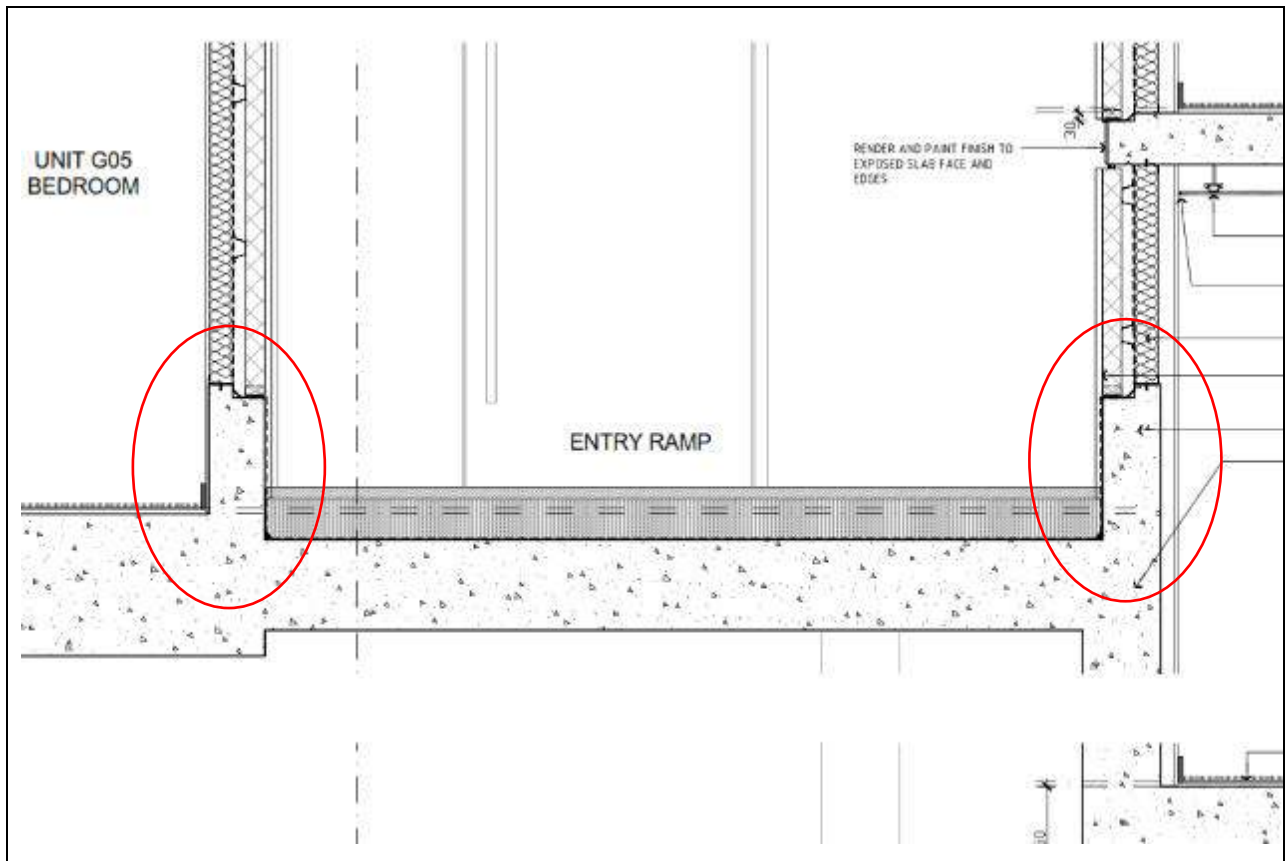 UNIT G05
BEDROOM
30
RENDER AND PAINT FINISH TO
EXPOSED SLAB FACE AND
EDGES
ENTRY RAMP